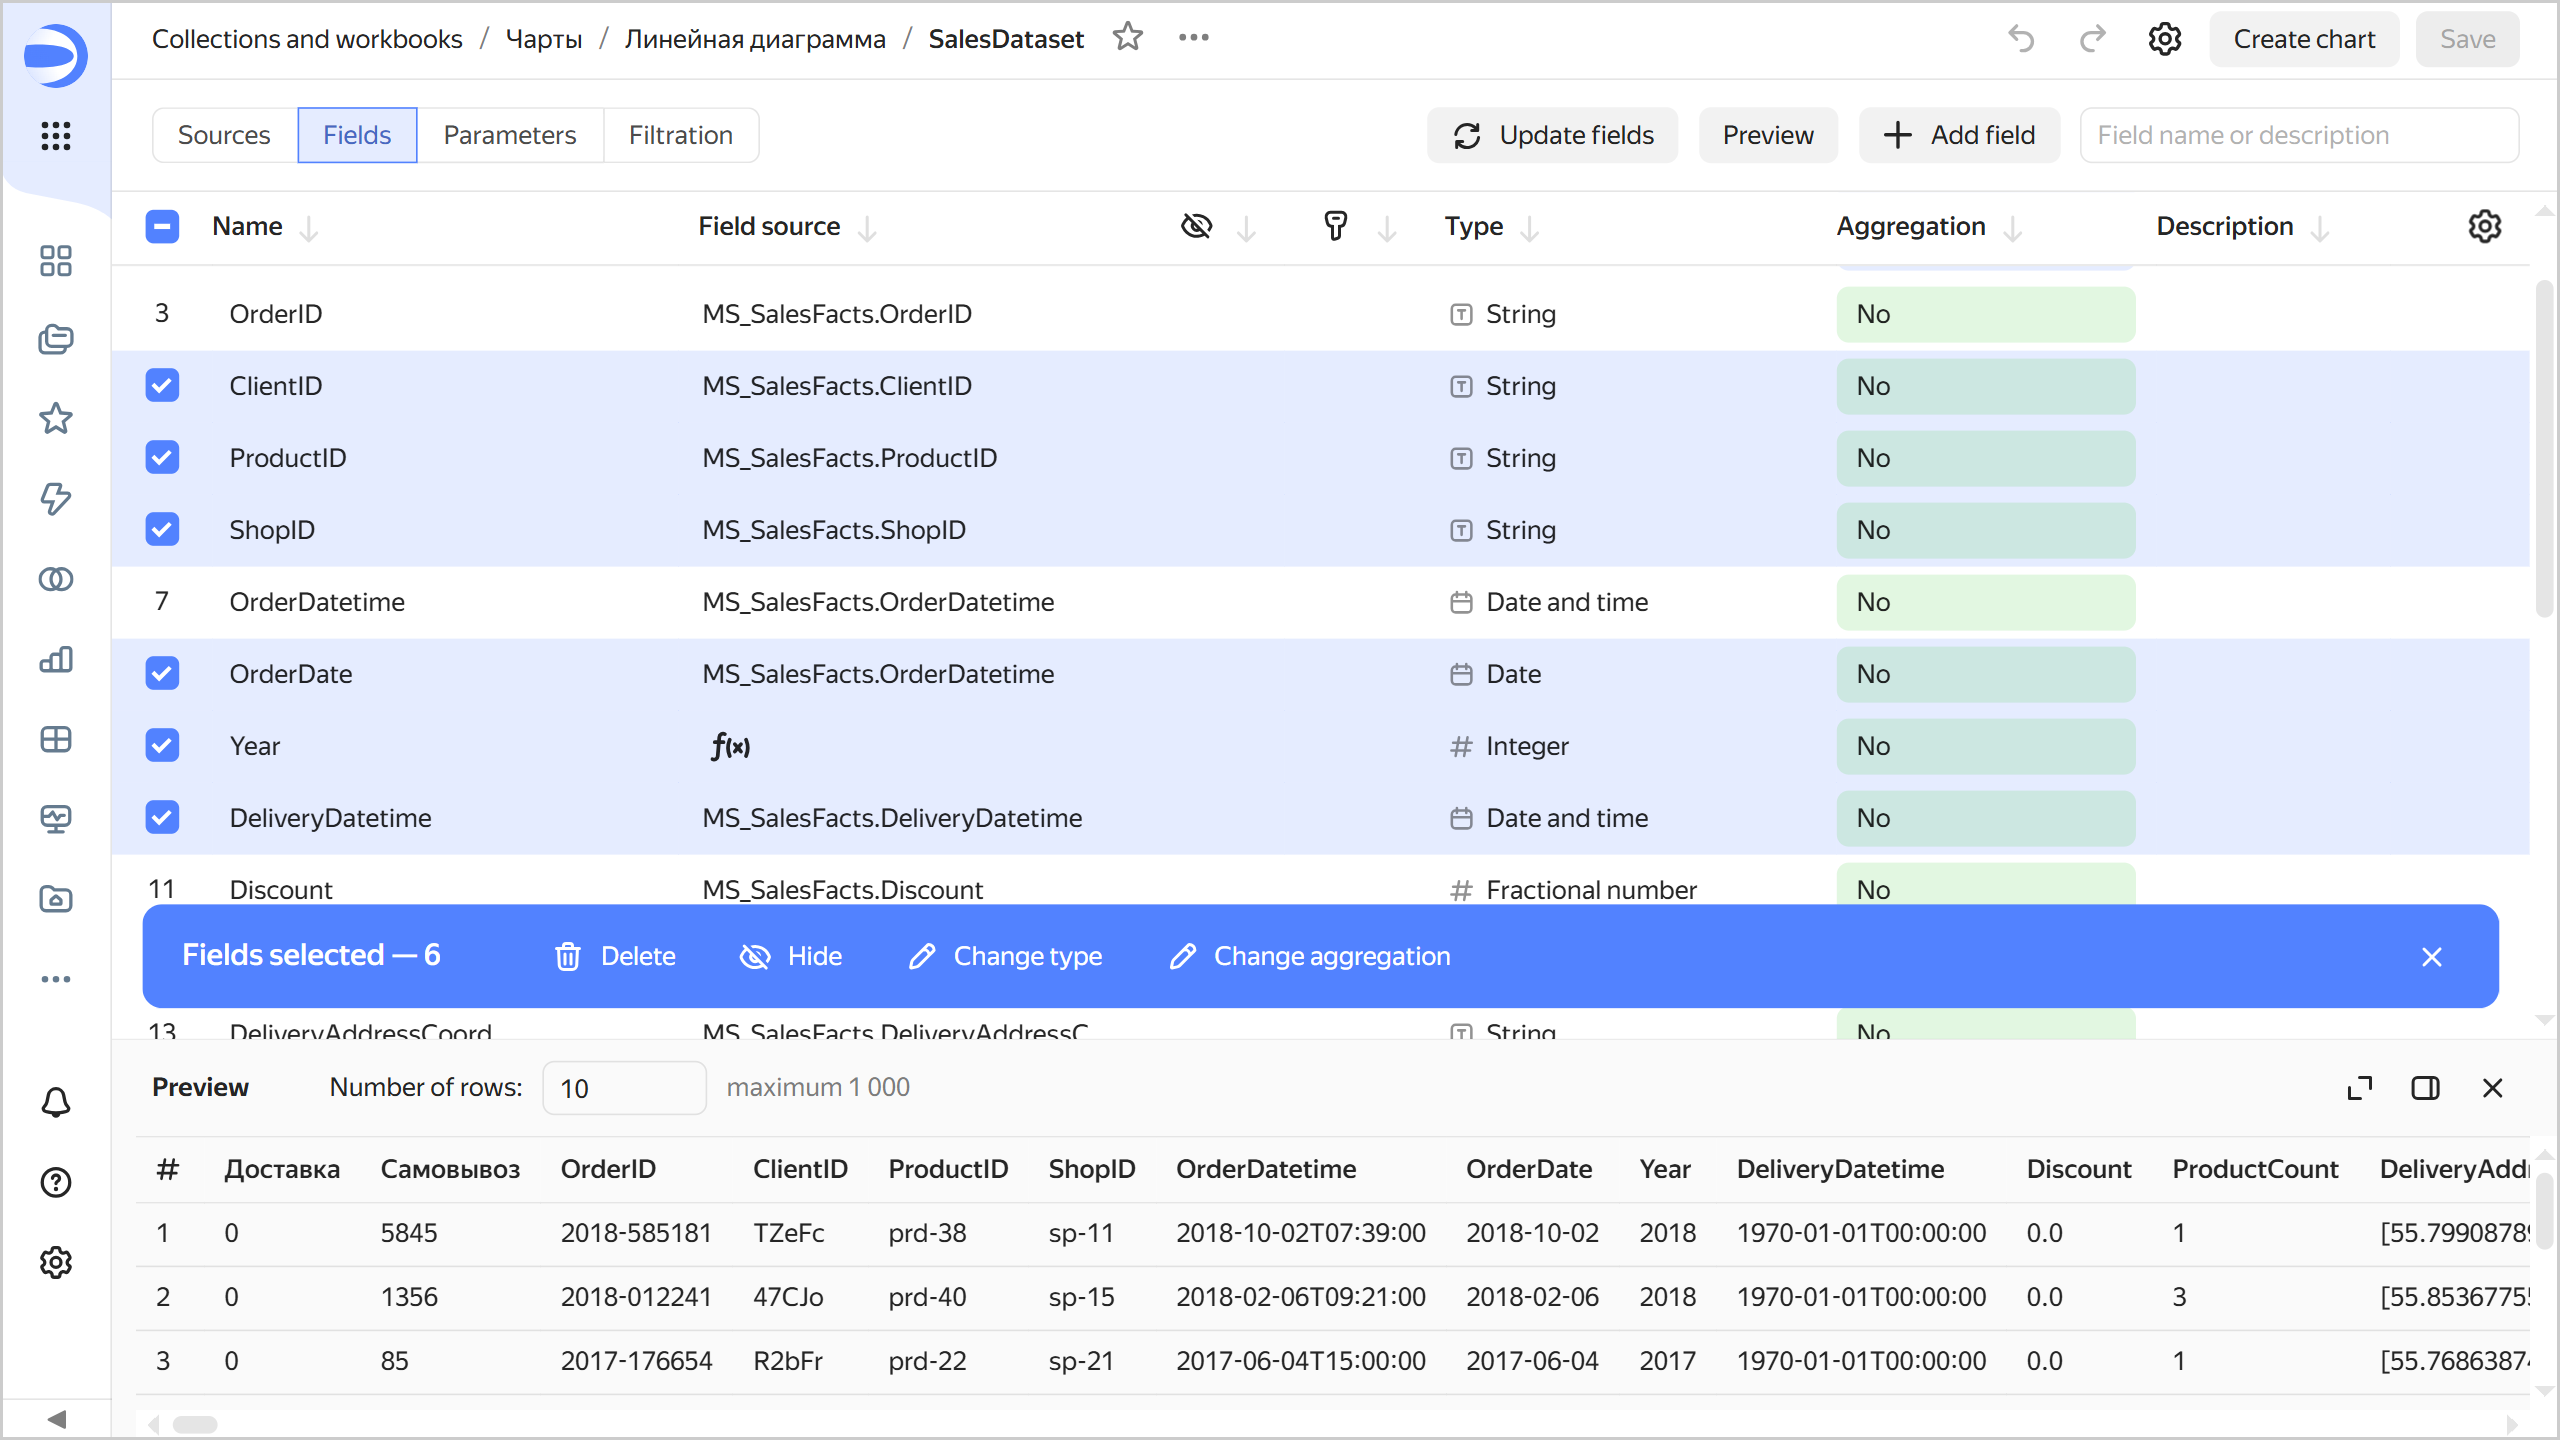 Collections and workbooks / Чарты / Линейная диаграмма / SalesDataset
Create chart
Save
Sources Fields Parameters Filtration
Update fields
Preview
Add field
Field name or description
Name Field source Type Aggregation Description
3 OrderID MS_SalesFacts.OrderID String No
ClientID MS_SalesFacts.ClientID String No
ProductID MS_SalesFacts.ProductID String No
ShopID MS_SalesFacts.ShopID String No
7 OrderDatetime MS_SalesFacts.OrderDatetime Date and time No
OrderDate MS_SalesFacts.OrderDatetime Date No
Year f(x) Integer No
DeliveryDatetime MS_SalesFacts.DeliveryDatetime Date and time No
11 Discount MS_SalesFacts.Discount Fractional number No
Fields selected — 6 Delete Hide Change type Change aggregation
13 DeliveryAddressCoord MS_SalesFacts.DeliveryAddressC String No
Preview Number of rows: 10 maximum 1 000
# Доставка Самовывоз OrderID ClientID ProductID ShopID OrderDatetime OrderDate Year DeliveryDatetime Discount ProductCount DeliveryAddr
1 0 5845 2018-585181 TZeFc prd-38 sp-11 2018-10-02T07:39:00 2018-10-02 2018 1970-01-01T00:00:00 0.0 1 [55.79908789
2 0 1356 2018-012241 47CJo prd-40 sp-15 2018-02-06T09:21:00 2018-02-06 2018 1970-01-01T00:00:00 0.0 3 [55.85367755
3 0 85 2017-176654 R2bFr prd-22 sp-21 2017-06-04T15:00:00 2017-06-04 2017 1970-01-01T00:00:00 0.0 1 [55.76863874